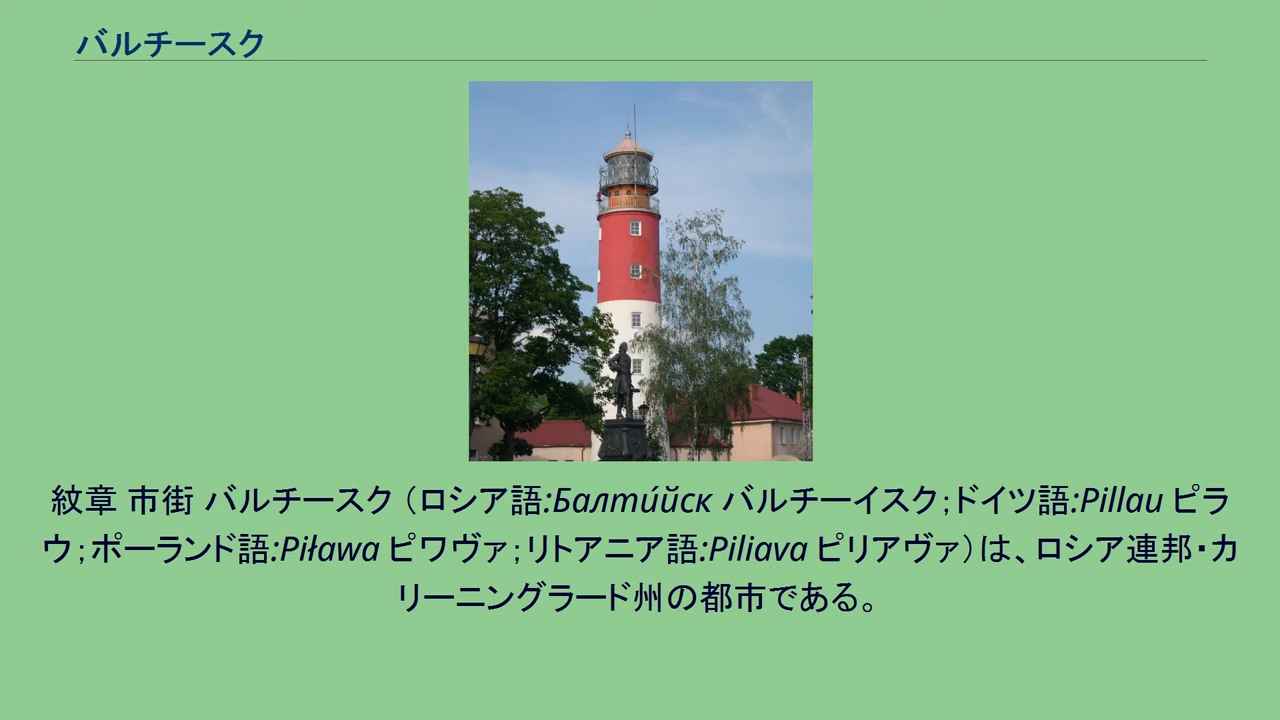 バルチースク
紋章 市街 バルチースク（ロシア語:Балти́йск バルチーイスク;ドイツ語:Pillau ピラ
ウ;ポーランド語:Piława ピワヴァ;リトアニア語:Piliava ピリアヴァ）は、ロシア連邦・カ
リーニングラード州の都市である。